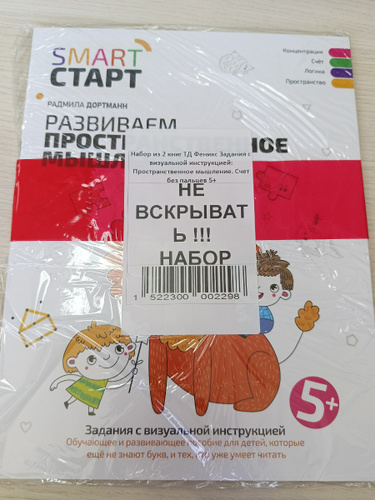 SMART
СТАРТ
Концентрация
Счёт
Логика
Пространство
РАДМИЛА ДОРТМАНН
РАЗВИВАЕМ
Набор из 2 книг ТД Феникс Задания с
визуальной инструкцией:
Пространственное мышление. Счет
без пальцев 5+
НЕ
ВСКРЫВАТ
Ь !!!
НАБОР
1 522300 002298
5+
Задания с визуальной инструкцией
Обучающее и развивающее пособие для детей, которые
ещё не знают букв, и тех, кто уже умеет читать